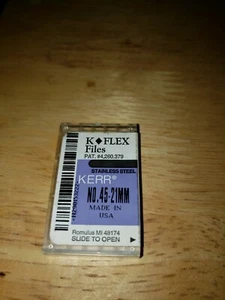 K◆FLEX
Files
PAT. #4,260,379
STAINLESS STEEL
KERR®
NO. 45-21MM
MADE IN
USA
Romulus MI 48174
SLIDE TO OPEN ▶